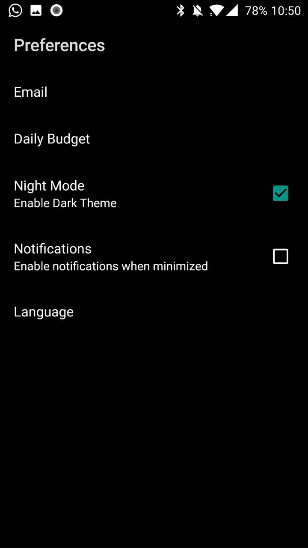 78% 10:50
Preferences
Email
Daily Budget
Night Mode
Enable Dark Theme
Notifications
Enable notifications when minimized
Language